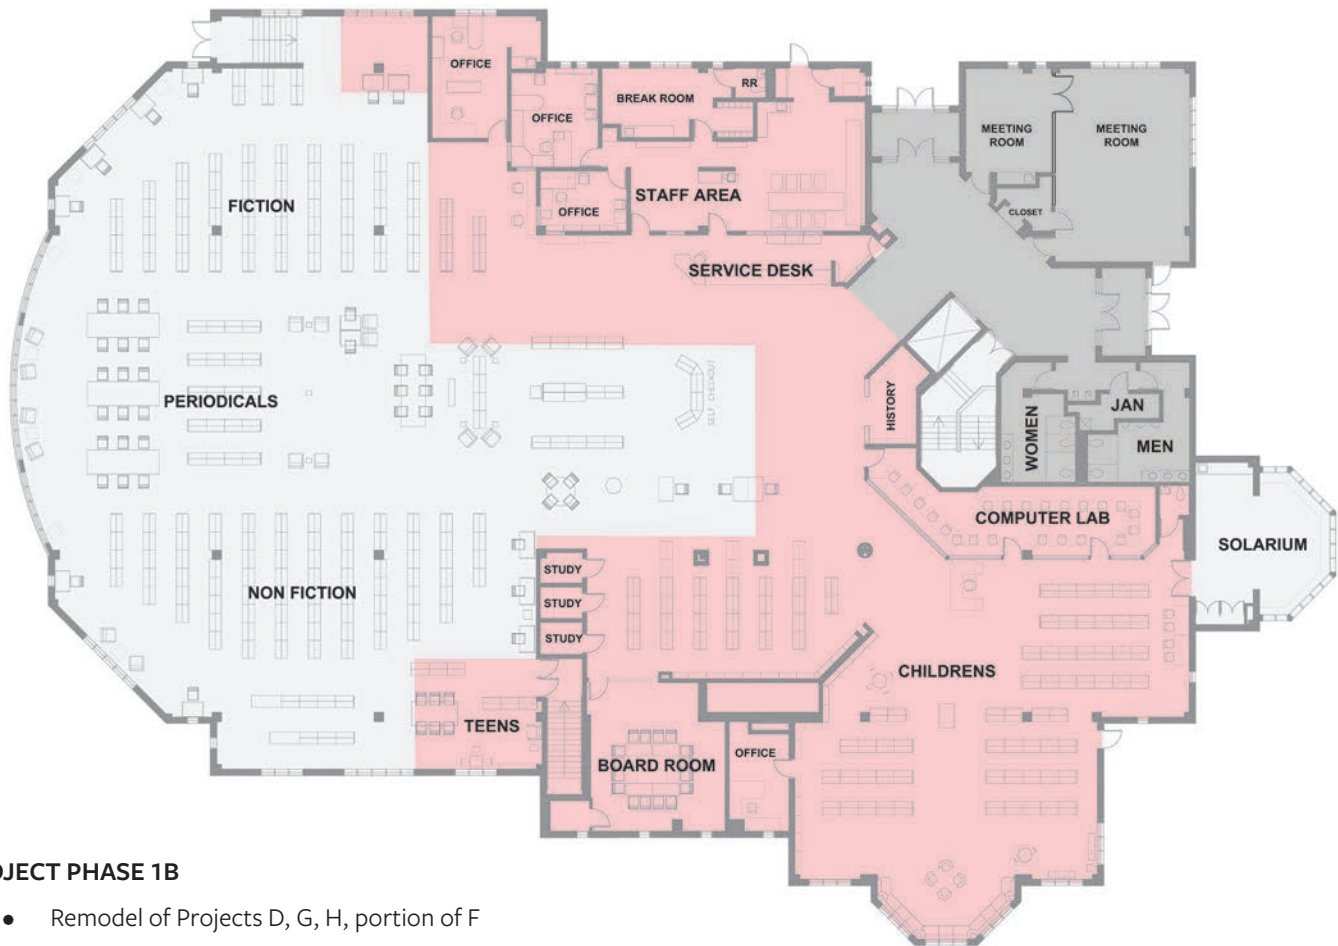 OFFICE
BREAK ROOM
RR
OFFICE
MEETING
ROOM
MEETING
ROOM
STAFF AREA
FICTION
OFFICE
CLOSET
SERVICE DESK
PERIODICALS
SELF CHECKOUT
HISTORY
JAN
WOMEN
MEN
COMPUTER LAB
SOLARIUM
STUDY
NON FICTION
STUDY
STUDY
CHILDRENS
TEENS
BOARD ROOM
OFFICE
OJECT PHASE 1B
● Remodel of Projects D, G, H, portion of F